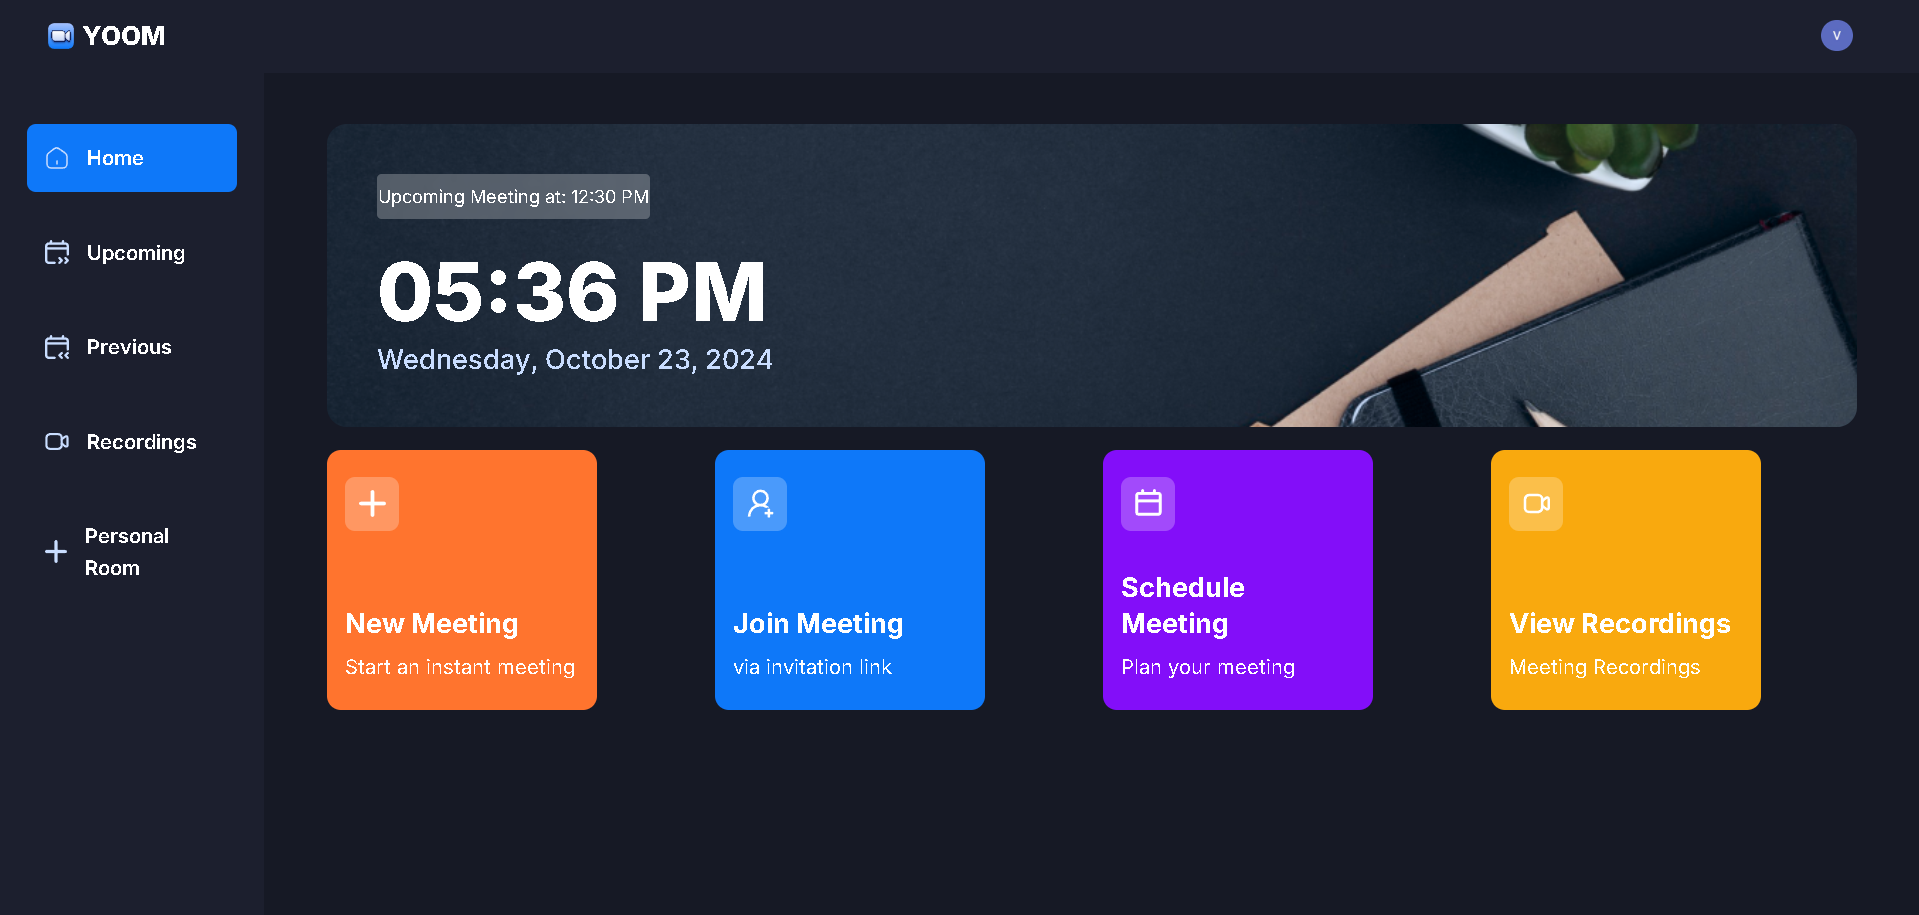 YOOM
V
Home
Upcoming
Previous
Recordings
Personal
Room
Upcoming Meeting at: 12:30 PM
05:36 PM
Wednesday, October 23, 2024
New Meeting
Start an instant meeting
Join Meeting
via invitation link
Schedule
Meeting
Plan your meeting
View Recordings
Meeting Recordings